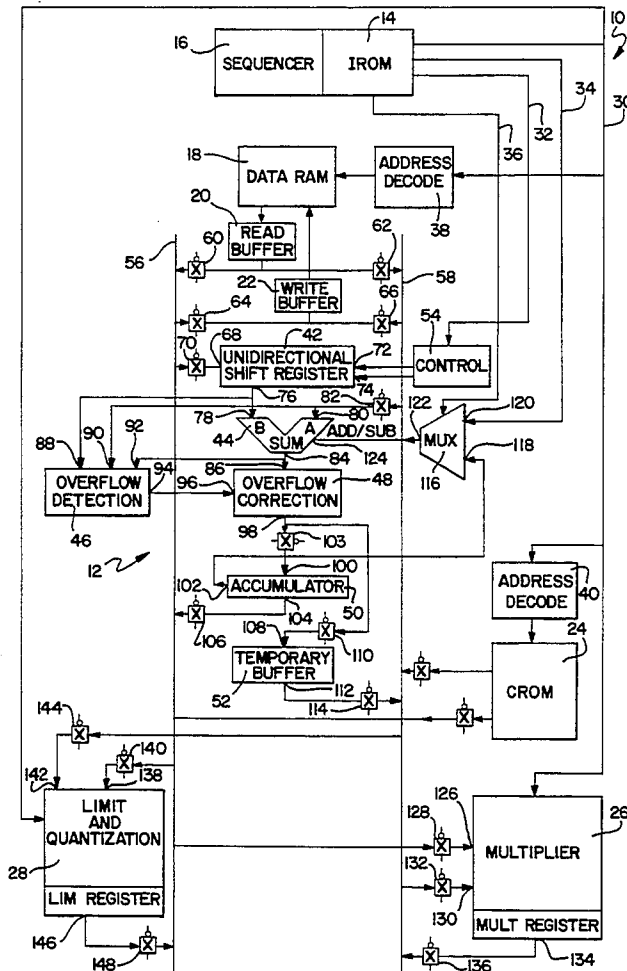 10
14
16
SEQUENCER
IROM
34
32
30
36
18
DATA RAM
ADDRESS
DECODE
38
20
READ
BUFFER
56
60
62
58
22
WRITE
BUFFER
64
66
42
54
70
68
UNIDIRECTIONAL
SHIFT REGISTER
72
CONTROL
74
76
82
78
80
122
120
88
90
92
B
A
44
SUM
ADD/SUB
MUX
118
84
124
116
94
86
OVERFLOW
DETECTION
96
OVERFLOW
CORRECTION
48
46
98
103
12
100
102
ACCUMULATOR
50
ADDRESS
DECODE
40
104
106
108
110
24
TEMPORARY
BUFFER
52
112
114
CROM
144
140
142
138
LIMIT
AND
QUANTIZATION
28
LIM REGISTER
128
126
26
MULTIPLIER
132
130
MULT REGISTER
146
148
136
134